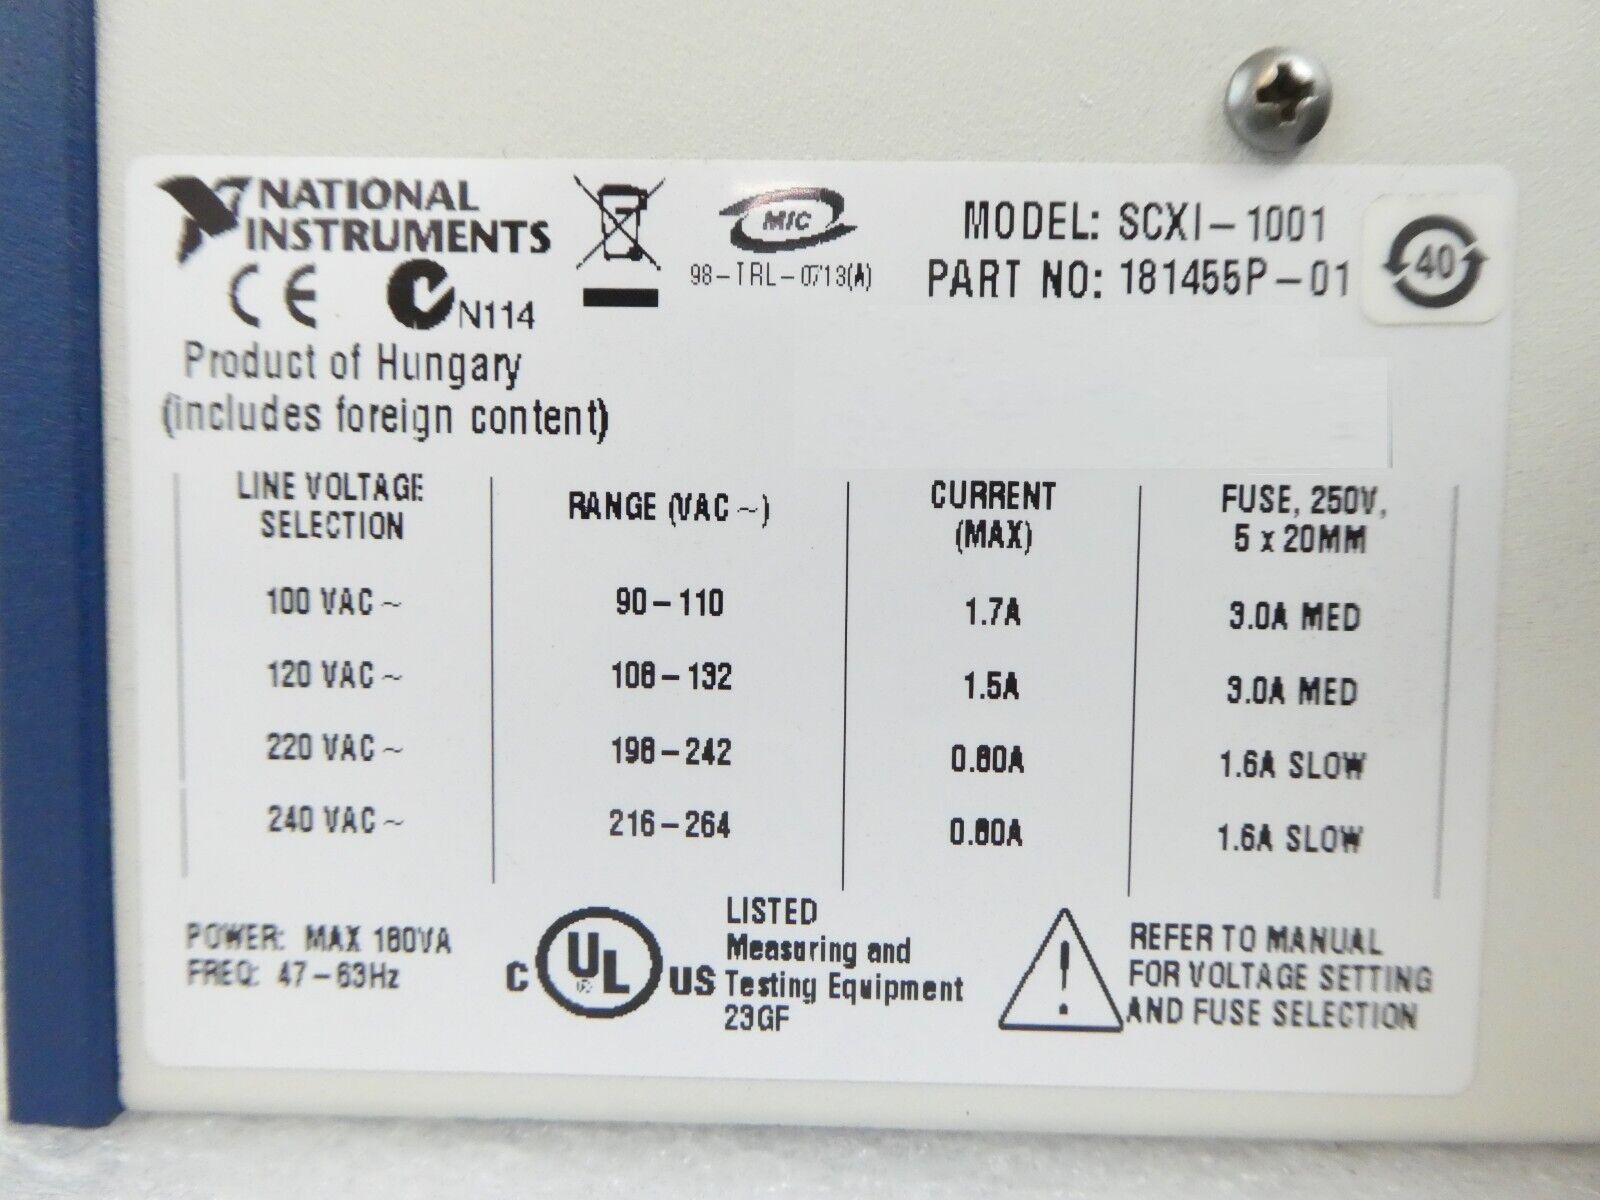 NATIONAL
INSTRUMENTS
CE
N114
MIC
98-TRL-0713(A)
MODEL: SCXI-1001
PART NO: 181455P-01
40
Product of Hungary
(includes foreign content)
LINE VOLTAGE
SELECTION
RANGE (VAC ~)
CURRENT
(MAX)
FUSE, 250V,
5 x 20MM
100 VAC ~ 90-110 1.7A 3.0A MED
120 VAC ~ 108-132 1.5A 3.0A MED
220 VAC ~ 198-242 0.80A 1.6A SLOW
240 VAC ~ 216-264 0.80A 1.6A SLOW
POWER: MAX 180VA
FREQ: 47-63Hz
C UL ® US
LISTED
Measuring and
Testing Equipment
23GF
!
REFER TO MANUAL
FOR VOLTAGE SETTING
AND FUSE SELECTION